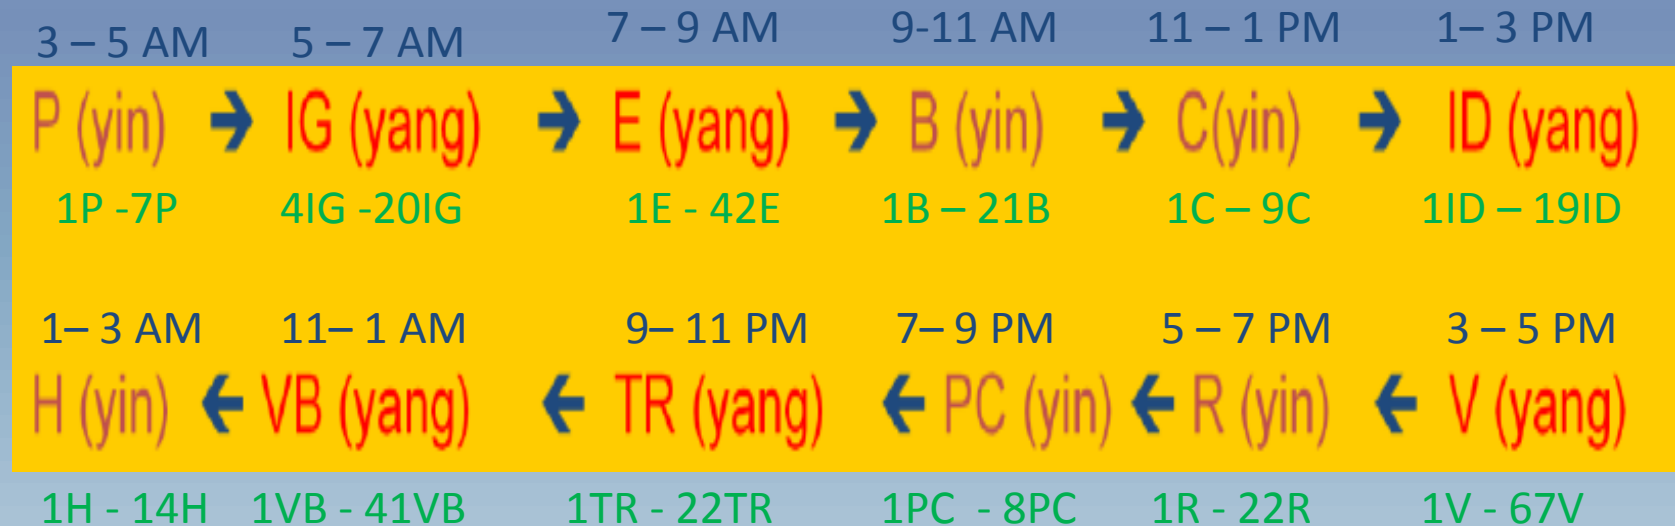 3 – 5 AM 5 – 7 AM 7 – 9 AM 9-11 AM 11 – 1 PM 1– 3 PM
P (yin) → IG (yang) → E (yang) → B (yin) → C(yin) → ID (yang)
1P -7P 4IG -20IG 1E - 42E 1B – 21B 1C – 9C 1ID – 19ID
1– 3 AM 11– 1 AM 9– 11 PM 7– 9 PM 5 – 7 PM 3 – 5 PM
H (yin) ← VB (yang) ← TR (yang) ← PC (yin) ← R (yin) ← V (yang)
1H - 14H 1VB - 41VB 1TR - 22TR 1PC - 8PC 1R - 22R 1V - 67V